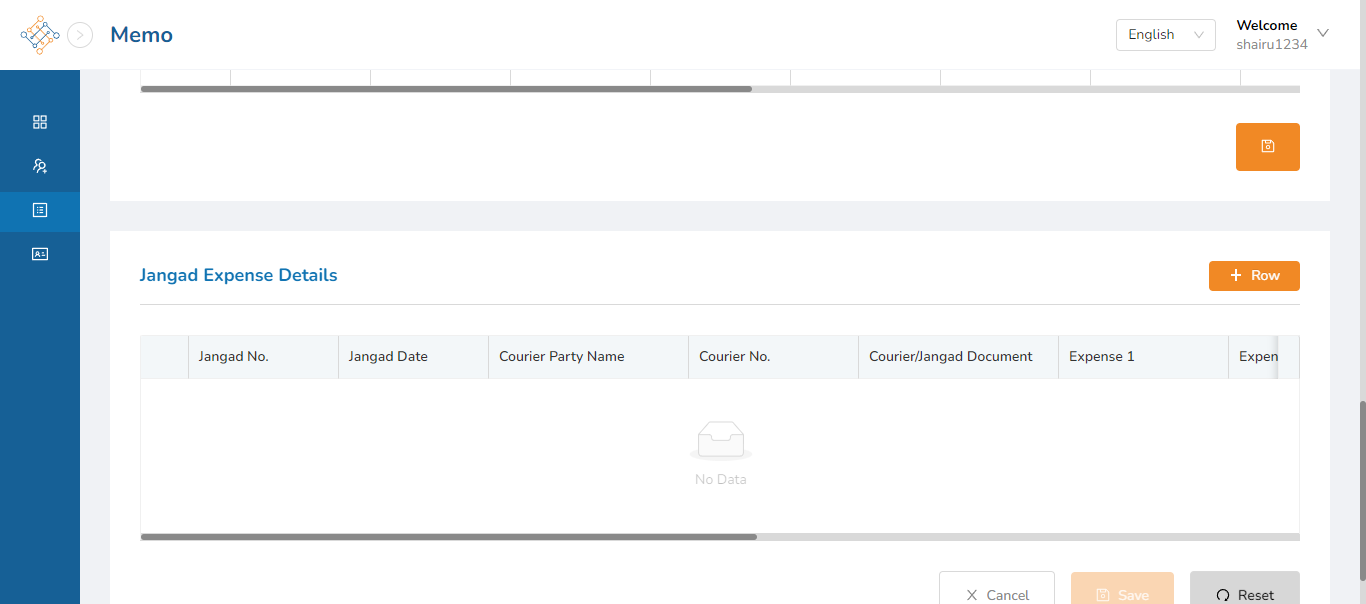 Memo
English
Welcome
shairu1234
Jangad Expense Details
Row
Jangad No.
Jangad Date
Courier Party Name
Courier No.
Courier/Jangad Document
Expense 1
Expen
No Data
Cancel
Save
Reset